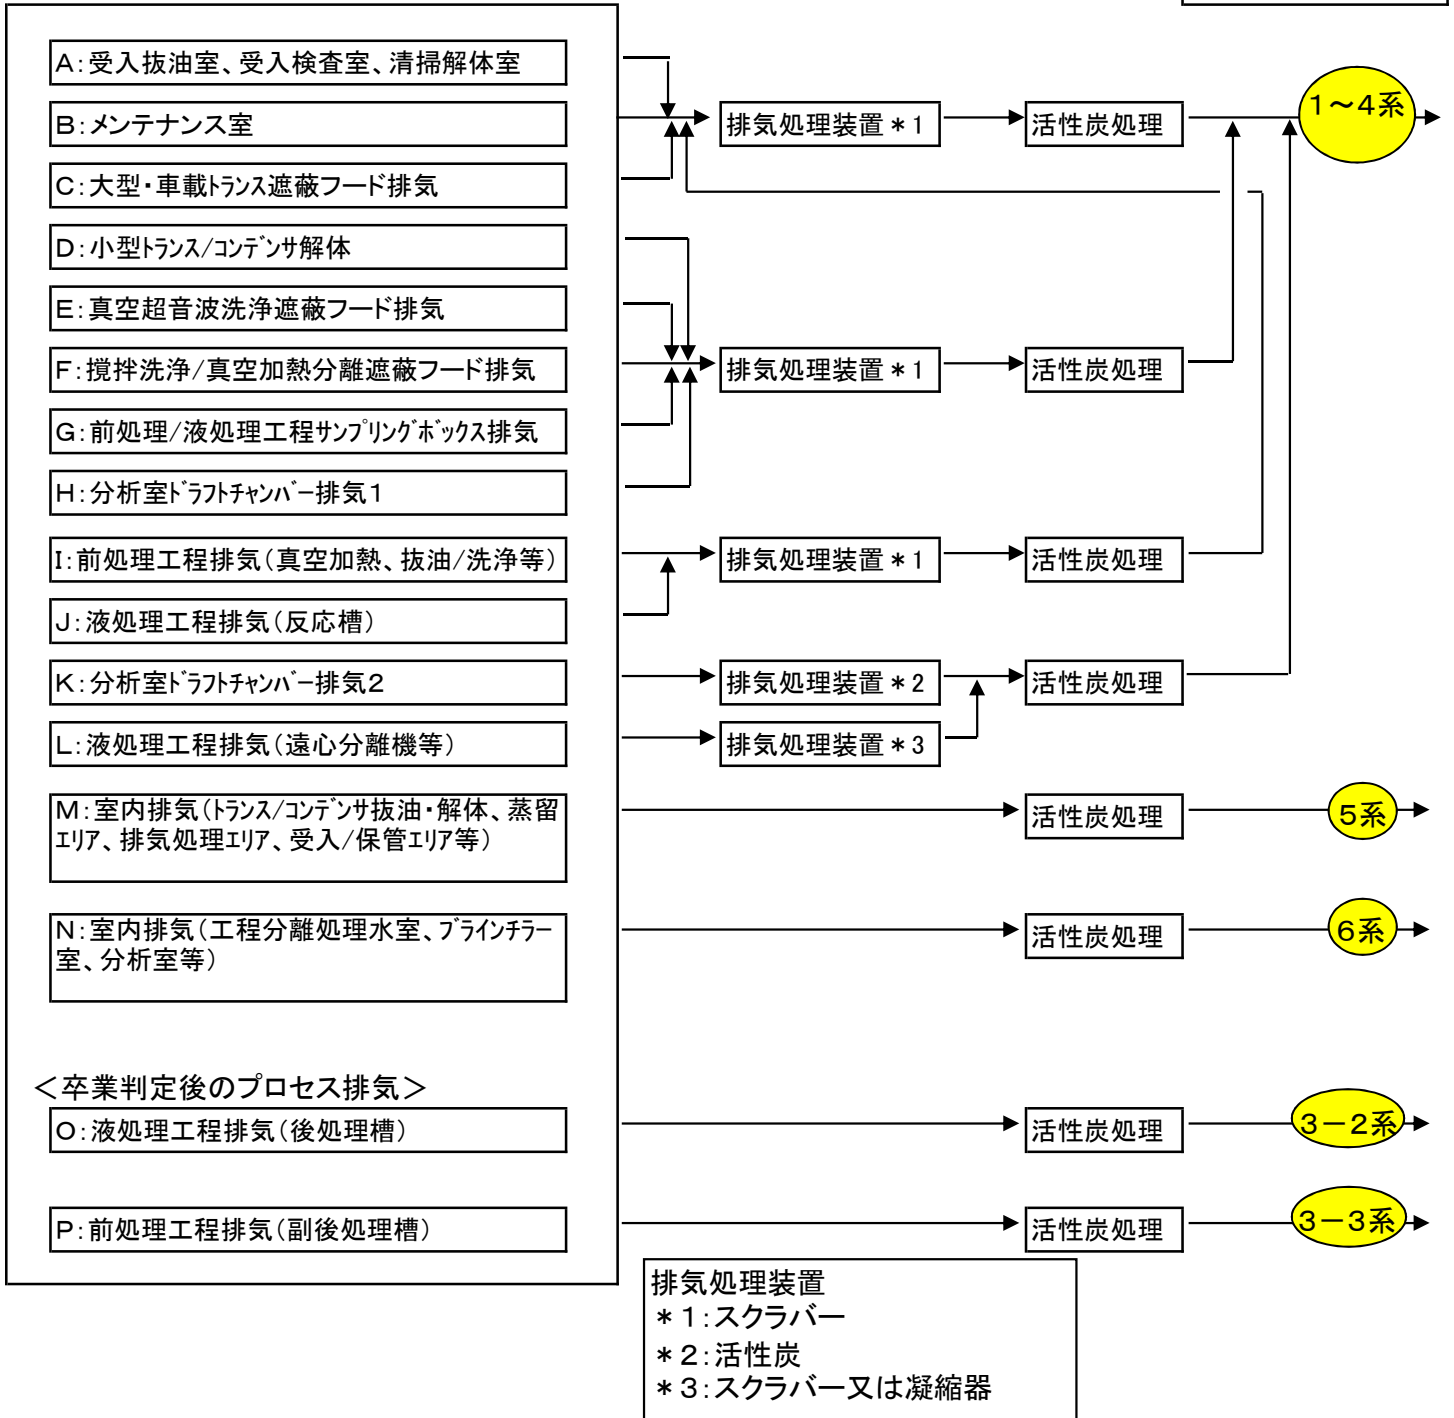 A:受入抜油室、受入検査室、清掃解体室
B:メンテナンス室
排気処理装置*1
活性炭処理
1~4系
C:大型・車載トランス遮蔽フード排気
D:小型トランス/コンデンサ解体
E:真空超音波洗浄遮蔽フード排気
F:撹拌洗浄/真空加熱分離遮蔽フード排気
排気処理装置*1
活性炭処理
G:前処理/液処理工程サンプリングボックス排気
H:分析室ドラフトチャンバー排気1
I:前処理工程排気(真空加熱、抜油/洗浄等)
排気処理装置*1
活性炭処理
J:液処理工程排気(反応槽)
K:分析室ドラフトチャンバー排気2
排気処理装置*2
活性炭処理
L:液処理工程排気(遠心分離機等)
排気処理装置*3
M:室内排気(トランス/コンデンサ抜油・解体、蒸留
エリア、排気処理エリア、受入/保管エリア等)
活性炭処理
5系
N:室内排気(工程分離処理水室、ブラインチラー
室、分析室等)
活性炭処理
6系
<卒業判定後のプロセス排気>
O:液処理工程排気(後処理槽)
活性炭処理
3-2系
P:前処理工程排気(副後処理槽)
活性炭処理
3-3系
排気処理装置
*1:スクラバー
*2:活性炭
*3:スクラバー又は凝縮器